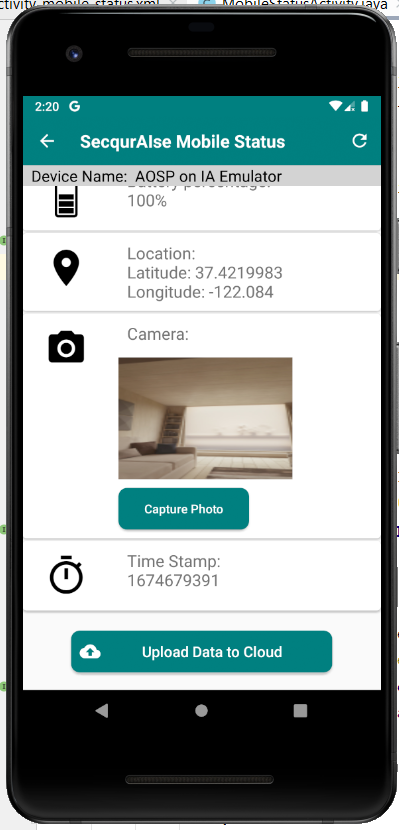 activity_mobile_status.xml MobileStatusActivity.java
2:20 G
SecqurAIse Mobile Status
Device Name: AOSP on IA Emulator
Battery percentage:
100%
Location:
Latitude: 37.4219983
Longitude: -122.084
Camera:
Capture Photo
Time Stamp:
1674679391
Upload Data to Cloud